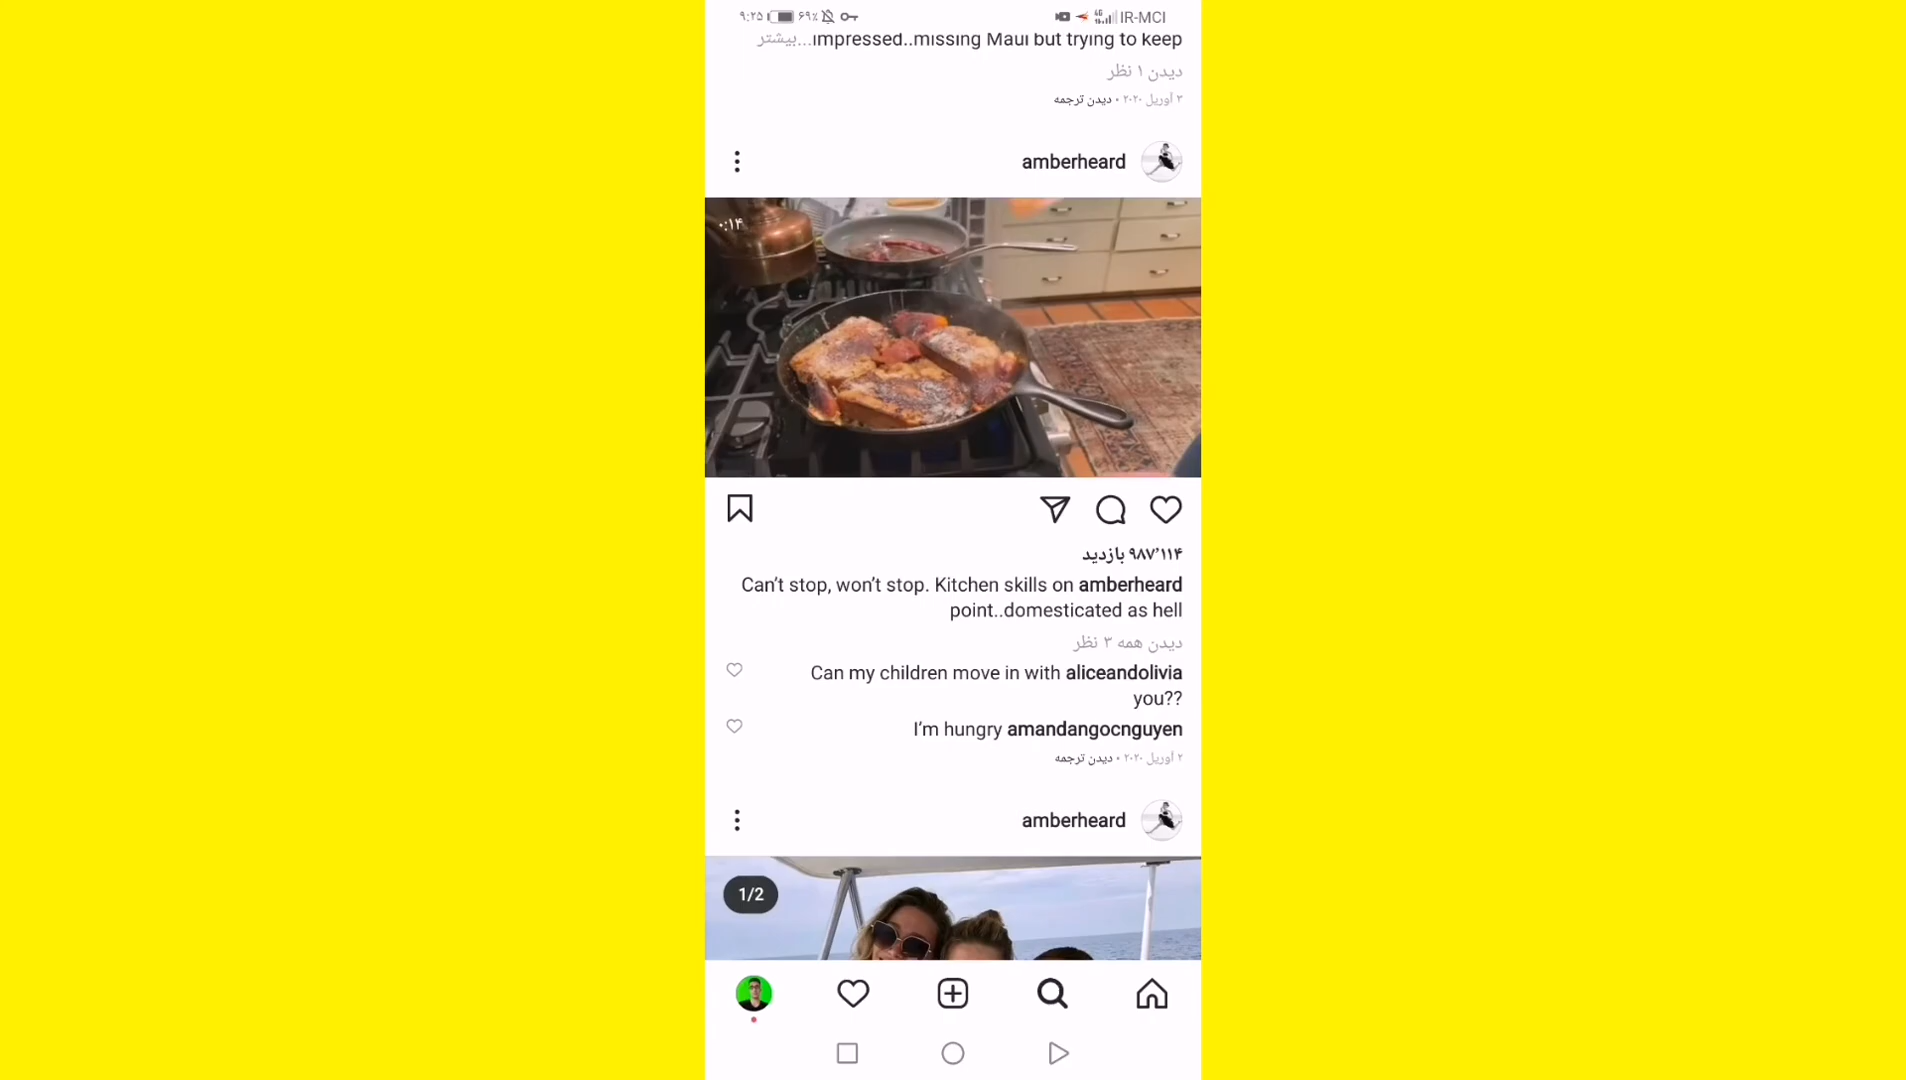 ۹:۲۵ ۶۹٪ 4G IR-MCI
impressed..missing Maui but trying to keep...بیشتر
دیدن ۱ نظر
۳ آوریل ۲۰۲۰ • دیدن ترجمه
amberheard
۰:۱۴
۹۸۷٬۱۱۴ بازدید
amberheard Can't stop, won't stop. Kitchen skills on
point..domesticated as hell
دیدن همه ۳ نظر
aliceandolivia Can my children move in with
you??
amandangocnguyen I'm hungry
۲ آوریل ۲۰۲۰ • دیدن ترجمه
amberheard
1/2